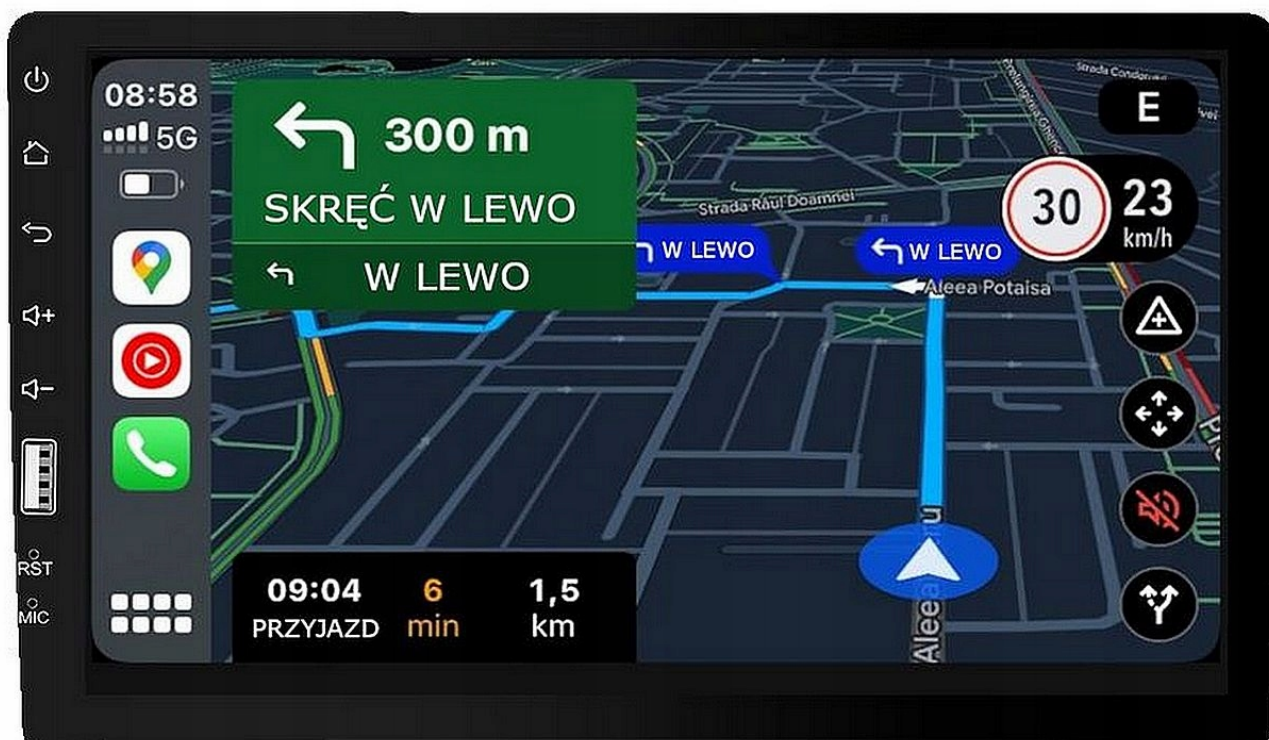 08:58
5G
300 m
SKRĘĆ W LEWO
W LEWO
W LEWO
W LEWO
Strada Raul Doamnei
Aleea Potaisa
E
30
23
km/h
Aleea
09:04
6
1,5
PRZYJAZD
min
km
RST
MIC